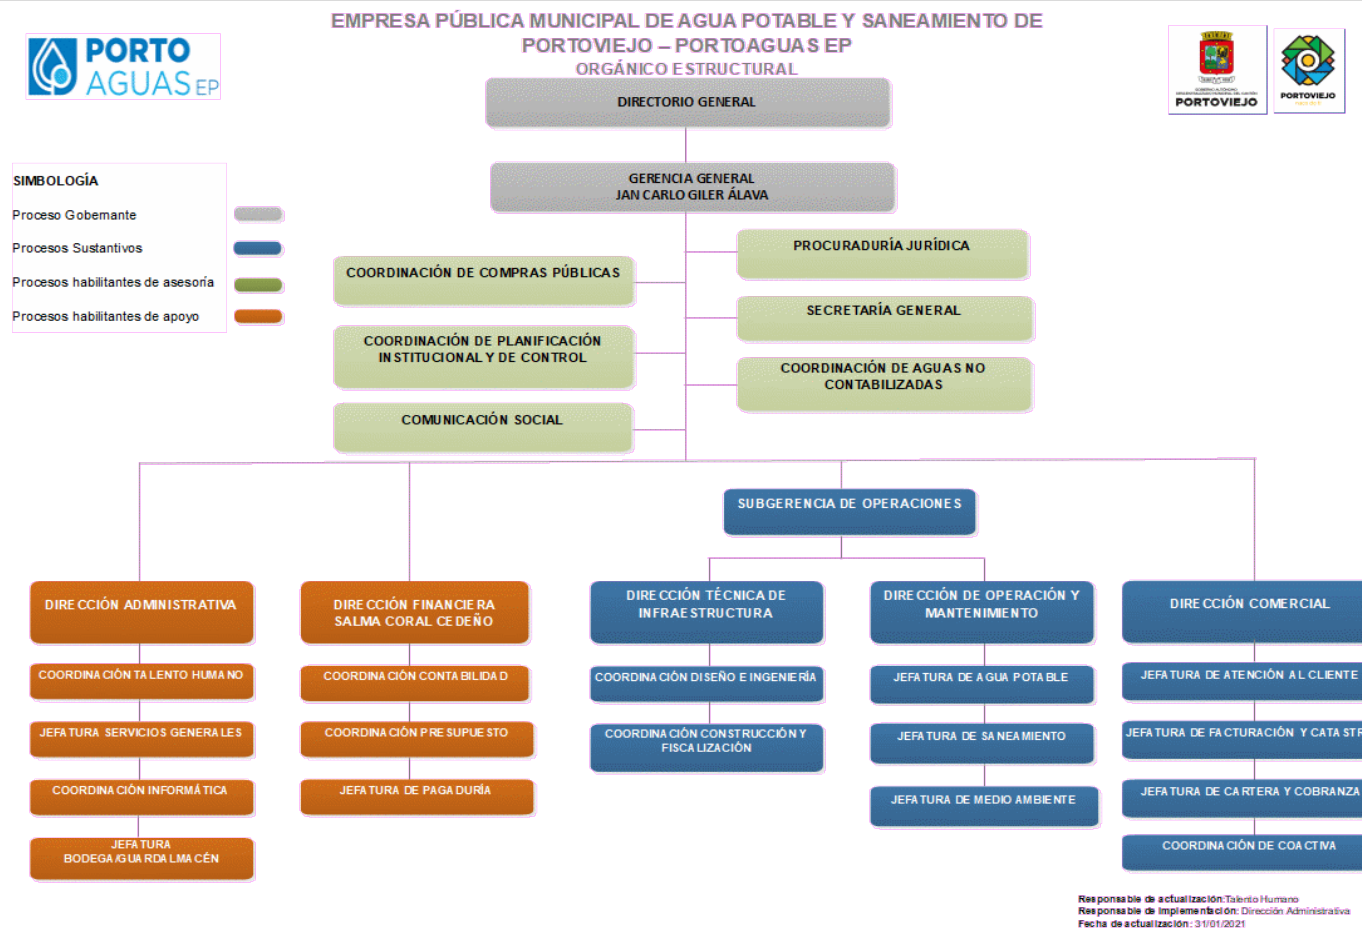 EMPRESA PÚBLICA MUNICIPAL DE AGUA POTABLE Y SANEAMIENTO DE
PORTOVIEJO – PORTOAGUAS EP
ORGÁNICO ESTRUCTURAL
PORTO
AGUAS EP
PORTOVIEJO
PORTOVIEJO
DIRECTORIO GENERAL
GERENCIA GENERAL
JAN CARLO GILER ÁLAVA
SIMBOLOGÍA
Proceso Gobernante
Procesos Sustantivos
Procesos habilitantes de asesoría
Procesos habilitantes de apoyo
PROCURADURÍA JURÍDICA
COORDINACIÓN DE COMPRAS PÚBLICAS
SECRETARÍA GENERAL
COORDINACIÓN DE PLANIFICACIÓN
INSTITUCIONAL Y DE CONTROL
COORDINACIÓN DE AGUAS NO
CONTABILIZADAS
COMUNICACIÓN SOCIAL
SUBGERENCIA DE OPERACIONES
DIRECCIÓN ADMINISTRATIVA
COORDINACIÓN TALENTO HUMANO
JEFATURA SERVICIOS GENERALES
COORDINACIÓN INFORMÁTICA
JEFATURA
BODEGA/GUARDALMACÉN
DIRECCIÓN FINANCIERA
SALMA CORAL CEDEÑO
COORDINACIÓN CONTABILIDAD
COORDINACIÓN PRESUPUESTO
JEFATURA DE PAGADURÍA
DIRECCIÓN TÉCNICA DE
INFRAESTRUCTURA
COORDINACIÓN DISEÑO E INGENIERÍA
COORDINACIÓN CONSTRUCCIÓN Y
FISCALIZACIÓN
DIRECCIÓN DE OPERACIÓN Y
MANTENIMIENTO
JEFATURA DE AGUA POTABLE
JEFATURA DE SANEAMIENTO
JEFATURA DE MEDIO AMBIENTE
DIRECCIÓN COMERCIAL
JEFATURA DE ATENCIÓN AL CLIENTE
JEFATURA DE FACTURACIÓN Y CATASTR
JEFATURA DE CARTERA Y COBRANZA
COORDINACIÓN DE COACTIVA
Responsable de actualización:Talento Humano
Responsable de implementación: Dirección Administrativa
Fecha de actualización: 31/01/2021